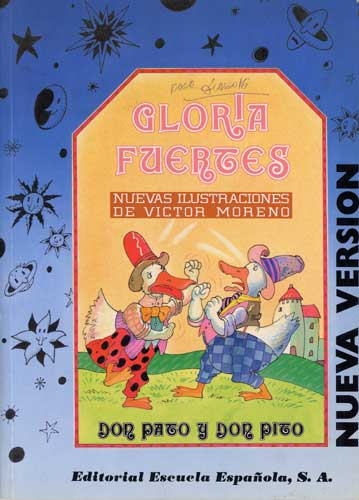 GLORIA
FUERTES
NUEVAS ILUSTRACIONES
DE VICTOR MORENO
DON PATO Y DON PITO
NUEVA VERSION
Editorial Escuela Española, S. A.